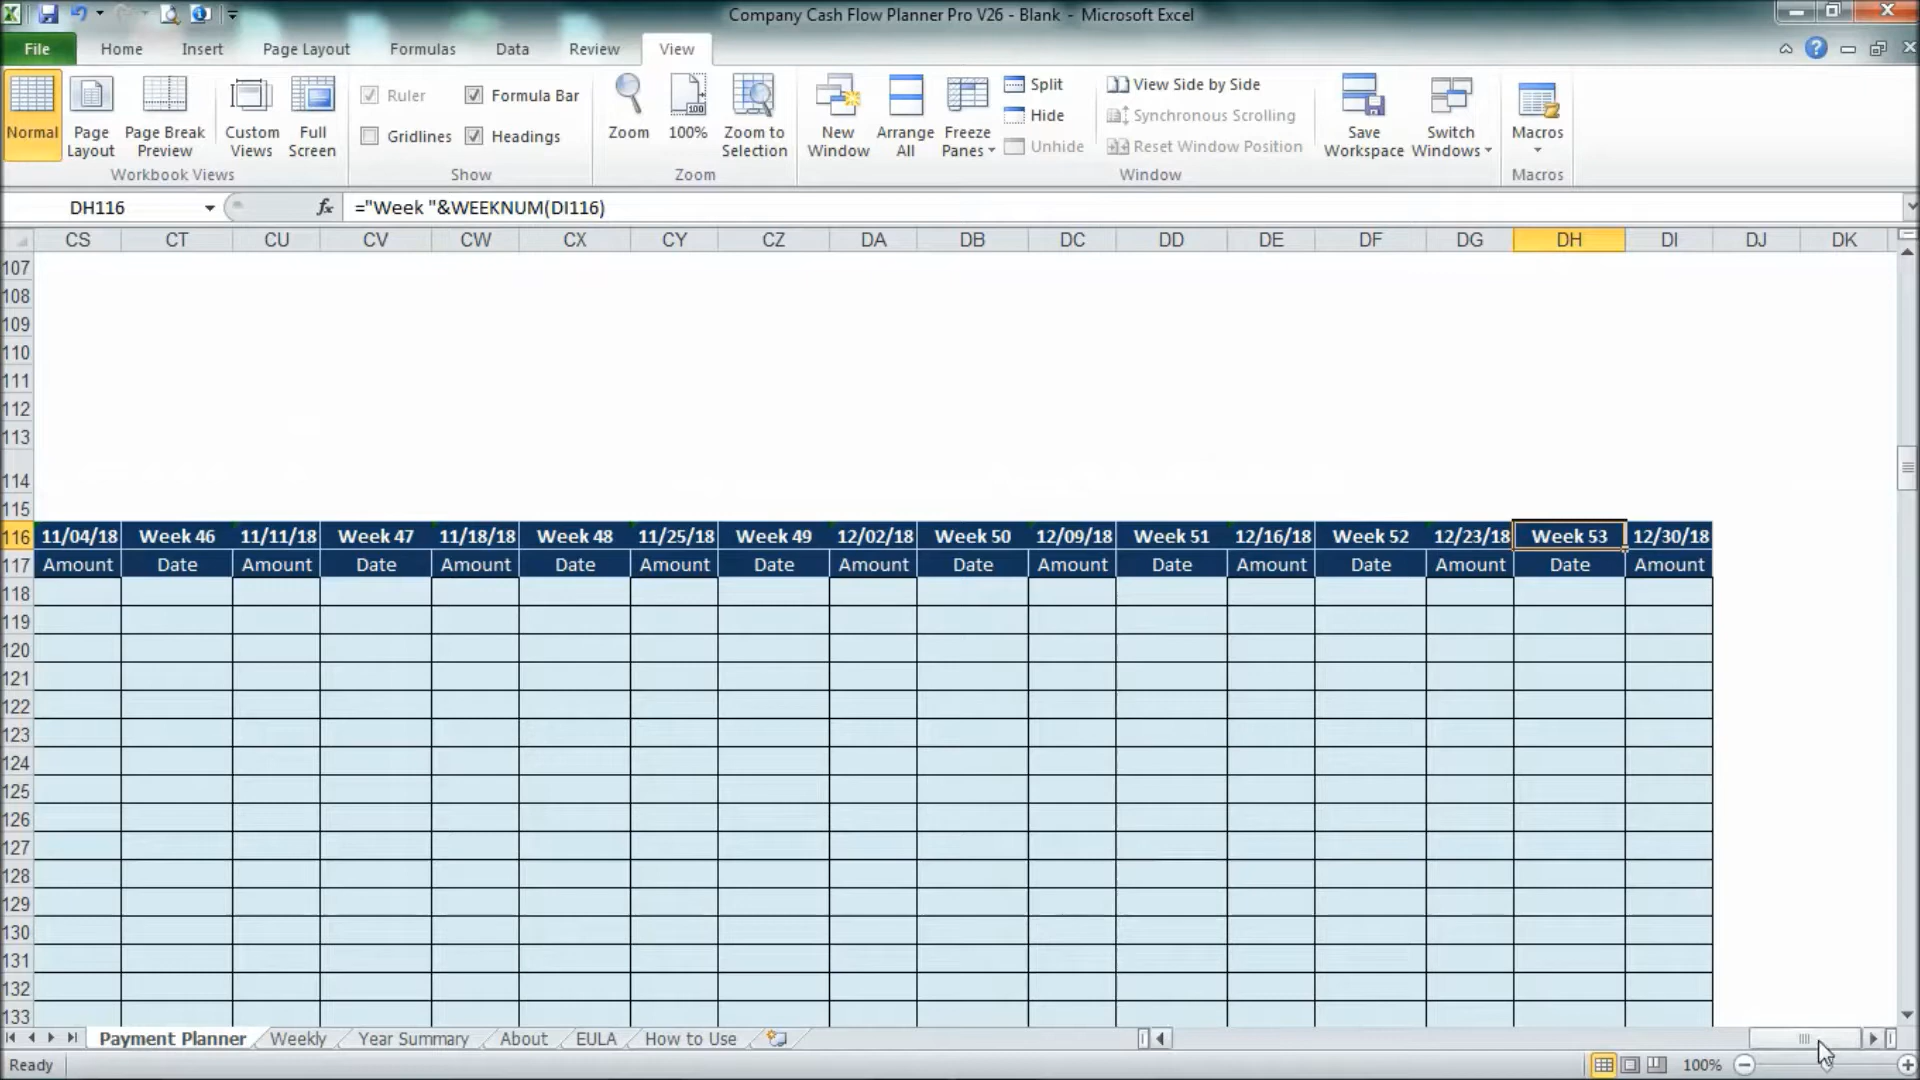 Company Cash Flow Planner Pro V26 - Blank - Microsoft Excel
File Home Insert Page Layout Formulas Data Review View
Normal Page Layout Page Break Preview Custom Views Full Screen
Workbook Views
Ruler Formula Bar
Gridlines Headings
Show
Zoom 100% Zoom to Selection
Zoom
New Window Arrange All Freeze Panes
Split
Hide
Unhide
View Side by Side
Synchronous Scrolling
Reset Window Position
Window
Save Workspace Switch Windows
Macros
Macros
DH116 fx ="Week "&WEEKNUM(DI116)
CS CT CU CV CW CX CY CZ DA DB DC DD DE DF DG DH DI DJ DK
107
108
109
110
111
112
113
114
115
116 11/04/18 Week 46 11/11/18 Week 47 11/18/18 Week 48 11/25/18 Week 49 12/02/18 Week 50 12/09/18 Week 51 12/16/18 Week 52 12/23/18 Week 53 12/30/18
117 Amount Date Amount Date Amount Date Amount Date Amount Date Amount Date Amount Date Amount Date Amount
118
119
120
121
122
123
124
125
126
127
128
129
130
131
132
133
Payment Planner Weekly Year Summary About EULA How to Use
Ready 100%